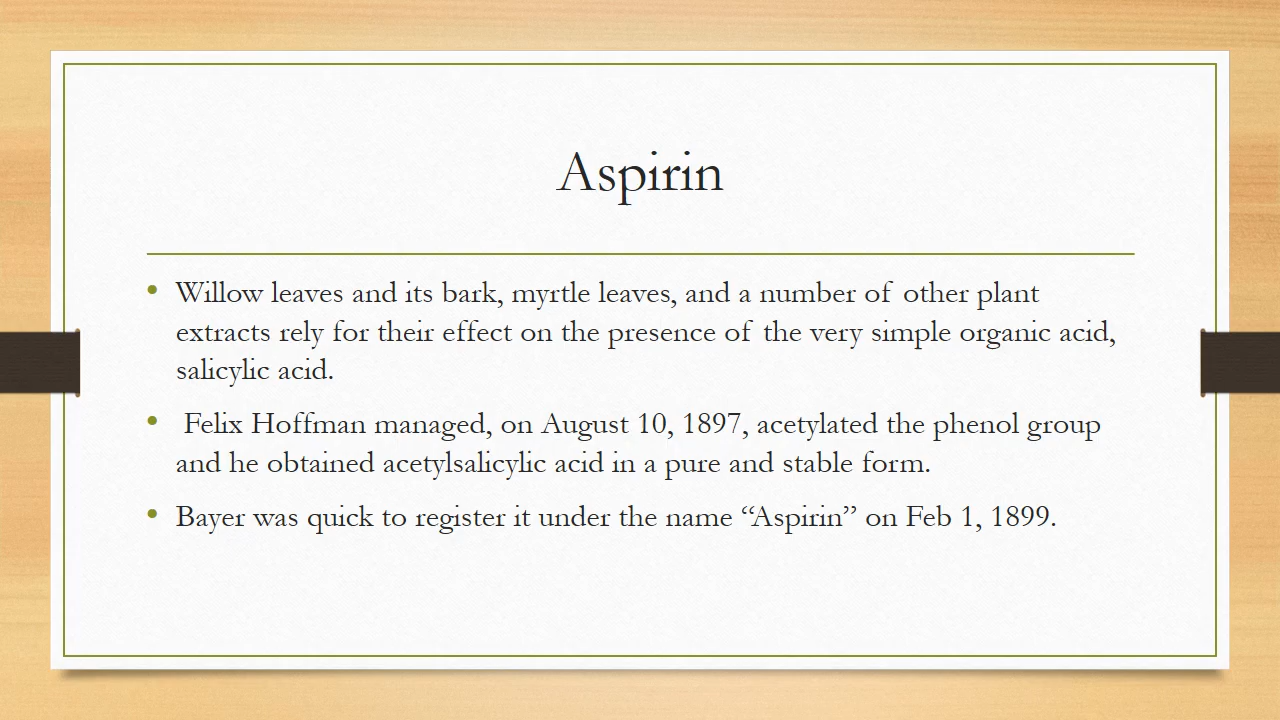 Aspirin
• Willow leaves and its bark, myrtle leaves, and a number of other plant
extracts rely for their effect on the presence of the very simple organic acid,
salicylic acid.
• Felix Hoffman managed, on August 10, 1897, acetylated the phenol group
and he obtained acetylsalicylic acid in a pure and stable form.
• Bayer was quick to register it under the name “Aspirin” on Feb 1, 1899.